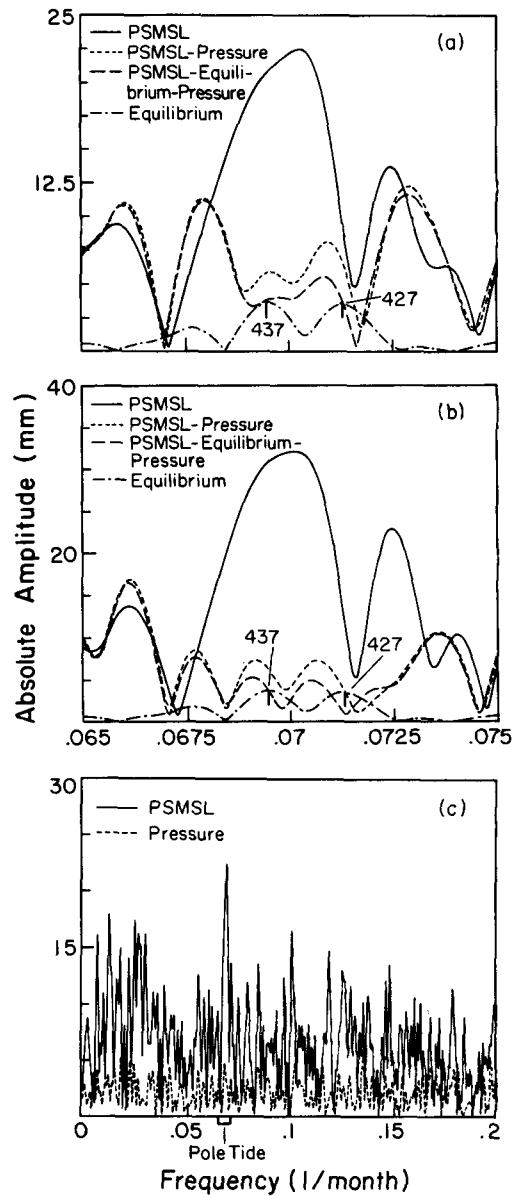 25
(a)
PSMSL
PSMSL-Pressure
PSMSL-Equili-
brium-Pressure
Equilibrium
12.5
427
437
40
(b)
PSMSL
PSMSL-Pressure
PSMSL-Equilibrium-
Pressure
Equilibrium
20
437
427
Absolute Amplitude (mm)
.065
.0675
.07
.0725
.075
30
(c)
PSMSL
Pressure
15
0
.05
.1
.15
.2
Pole Tide
Frequency (1/month)